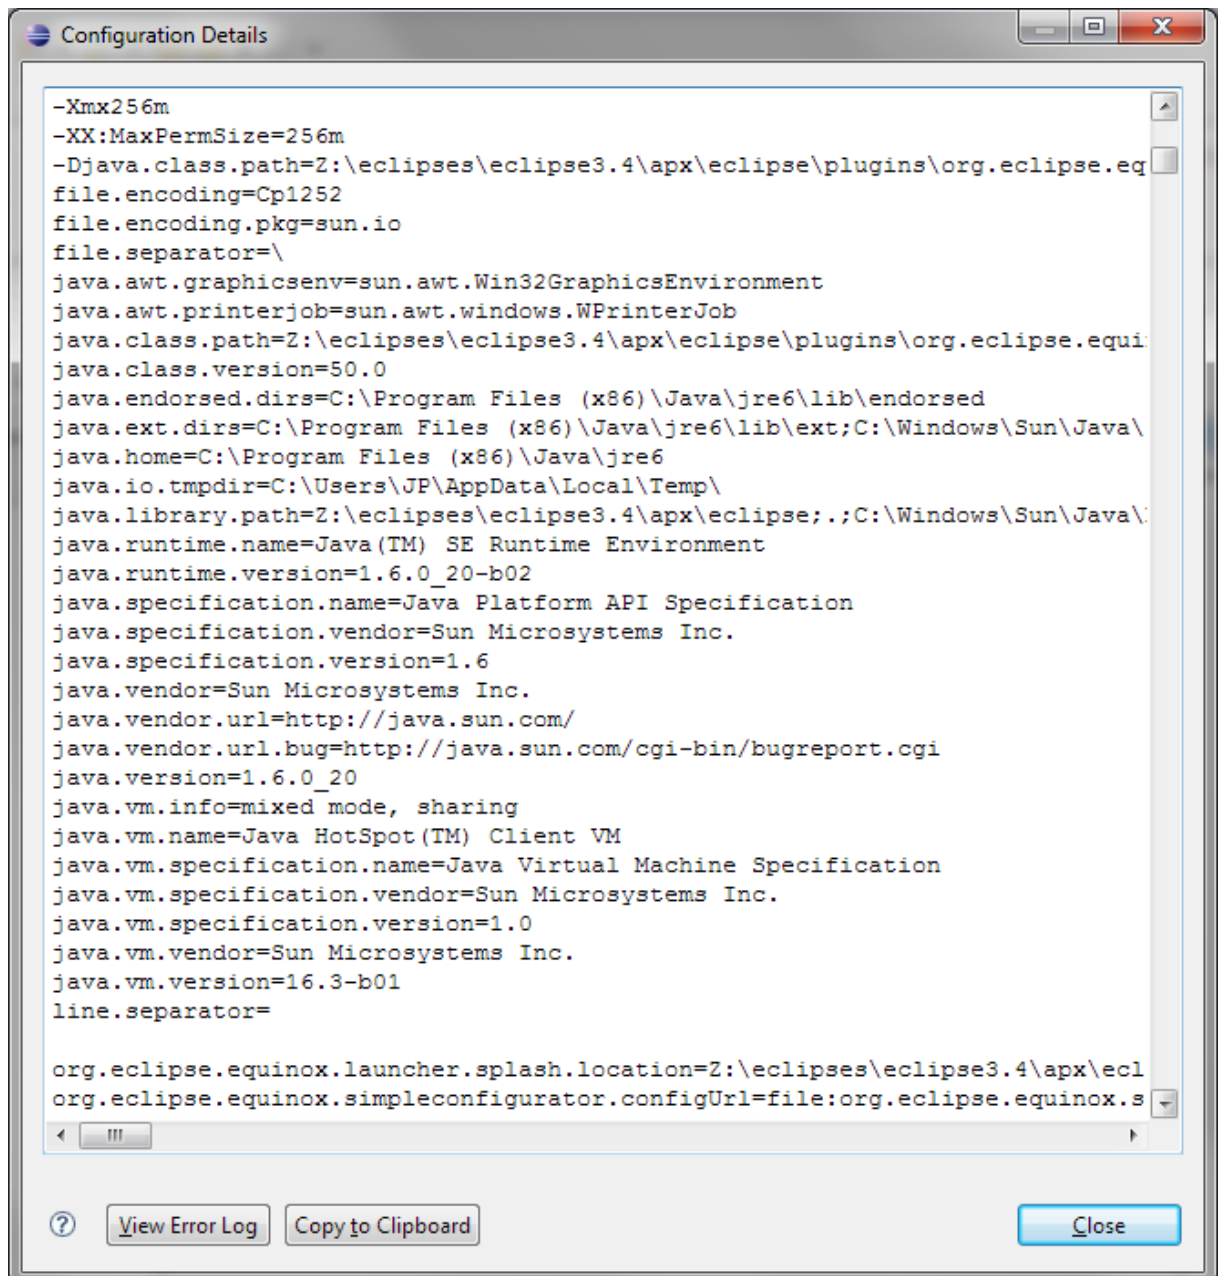 Configuration Details
-Xmx256m
-XX:MaxPermSize=256m
-Djava.class.path=Z:\eclipses\eclipse3.4\apx\eclipse\plugins\org.eclipse.eq
file.encoding=Cp1252
file.encoding.pkg=sun.io
file.separator=\
java.awt.graphicsenv=sun.awt.Win32GraphicsEnvironment
java.awt.printerjob=sun.awt.windows.WPrinterJob
java.class.path=Z:\eclipses\eclipse3.4\apx\eclipse\plugins\org.eclipse.equi
java.class.version=50.0
java.endorsed.dirs=C:\Program Files (x86)\Java\jre6\lib\endorsed
java.ext.dirs=C:\Program Files (x86)\Java\jre6\lib\ext;C:\Windows\Sun\Java\
java.home=C:\Program Files (x86)\Java\jre6
java.io.tmpdir=C:\Users\JP\AppData\Local\Temp\
java.library.path=Z:\eclipses\eclipse3.4\apx\eclipse;.;C:\Windows\Sun\Java\
java.runtime.name=Java(TM) SE Runtime Environment
java.runtime.version=1.6.0_20-b02
java.specification.name=Java Platform API Specification
java.specification.vendor=Sun Microsystems Inc.
java.specification.version=1.6
java.vendor=Sun Microsystems Inc.
java.vendor.url=http://java.sun.com/
java.vendor.url.bug=http://java.sun.com/cgi-bin/bugreport.cgi
java.version=1.6.0_20
java.vm.info=mixed mode, sharing
java.vm.name=Java HotSpot(TM) Client VM
java.vm.specification.name=Java Virtual Machine Specification
java.vm.specification.vendor=Sun Microsystems Inc.
java.vm.specification.version=1.0
java.vm.vendor=Sun Microsystems Inc.
java.vm.version=16.3-b01
line.separator=
org.eclipse.equinox.launcher.splash.location=Z:\eclipses\eclipse3.4\apx\ecl
org.eclipse.equinox.simpleconfigurator.configUrl=file:org.eclipse.equinox.s
View Error Log Copy to Clipboard Close